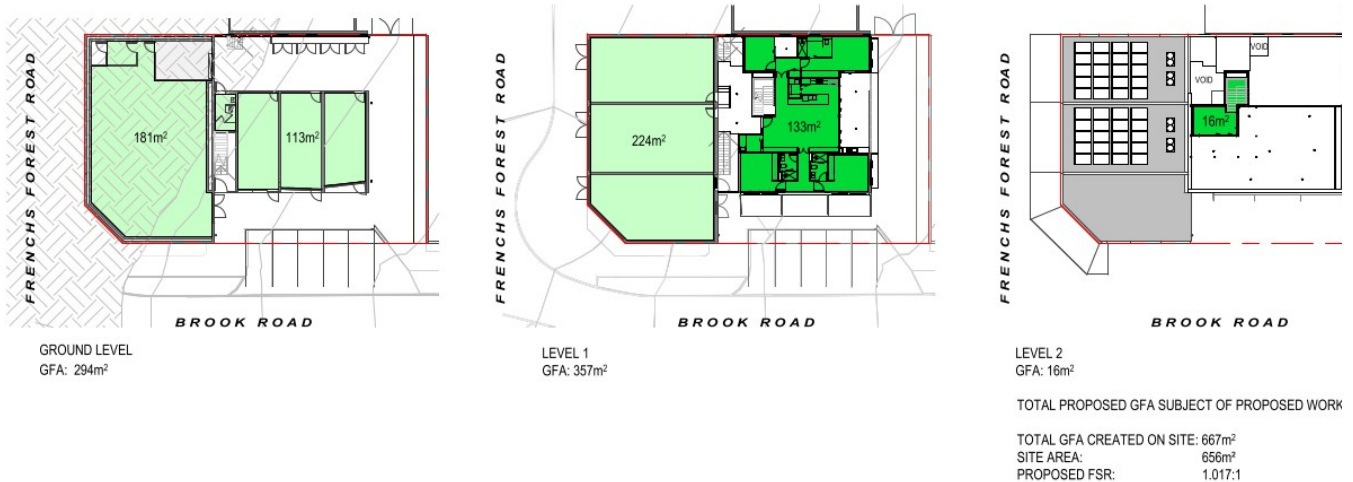 FRENCHS FOREST ROAD
181m²
113m²
BROOK ROAD
GROUND LEVEL
GFA: 294m²
FRENCHS FOREST ROAD
224m²
133m²
BROOK ROAD
LEVEL 1
GFA: 357m²
FRENCHS FOREST ROAD
VOID
VOID
16m²
BROOK ROAD
LEVEL 2
GFA: 16m²
TOTAL PROPOSED GFA SUBJECT OF PROPOSED WORK
TOTAL GFA CREATED ON SITE: 667m²
SITE AREA: 656m²
PROPOSED FSR: 1.017:1